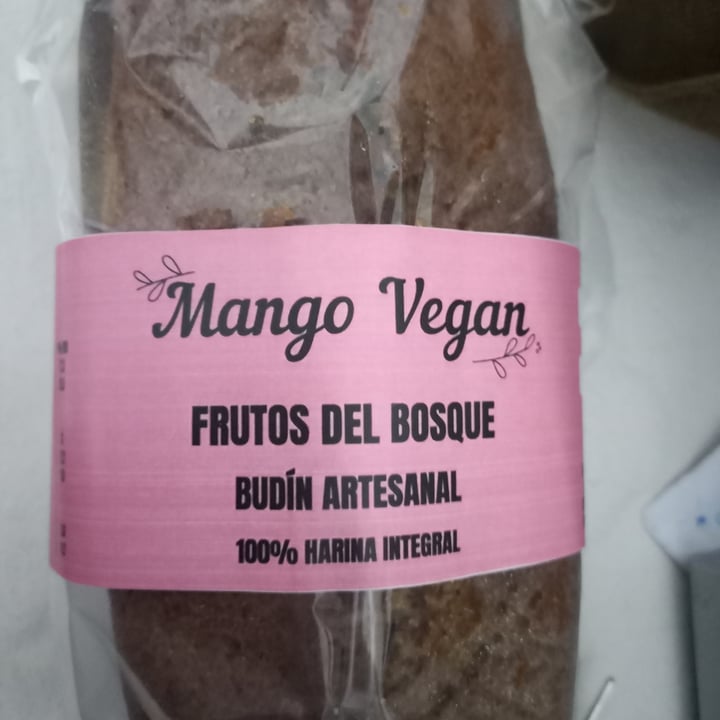 Mango Vegan
FRUTOS DEL BOSQUE
BUDÍN ARTESANAL
100% HARINA INTEGRAL